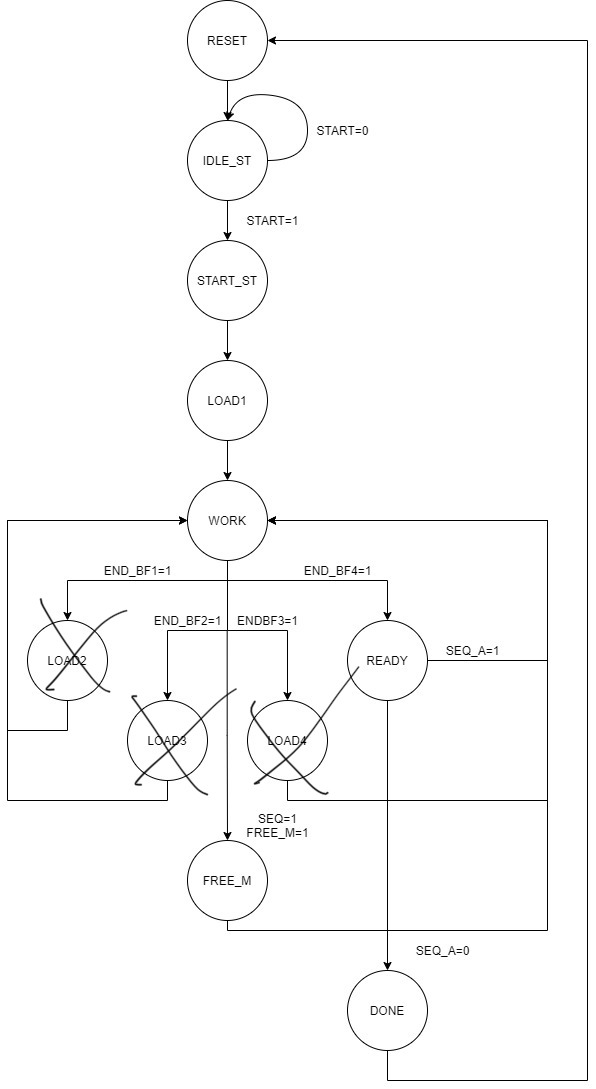 RESET
START=0
IDLE_ST
START=1
START_ST
LOAD1
WORK
END_BF1=1
END_BF4=1
END_BF2=1
ENDBF3=1
LOAD2
READY
SEQ_A=1
LOAD3
LOAD4
SEQ=1
FREE_M=1
FREE_M
SEQ_A=0
DONE